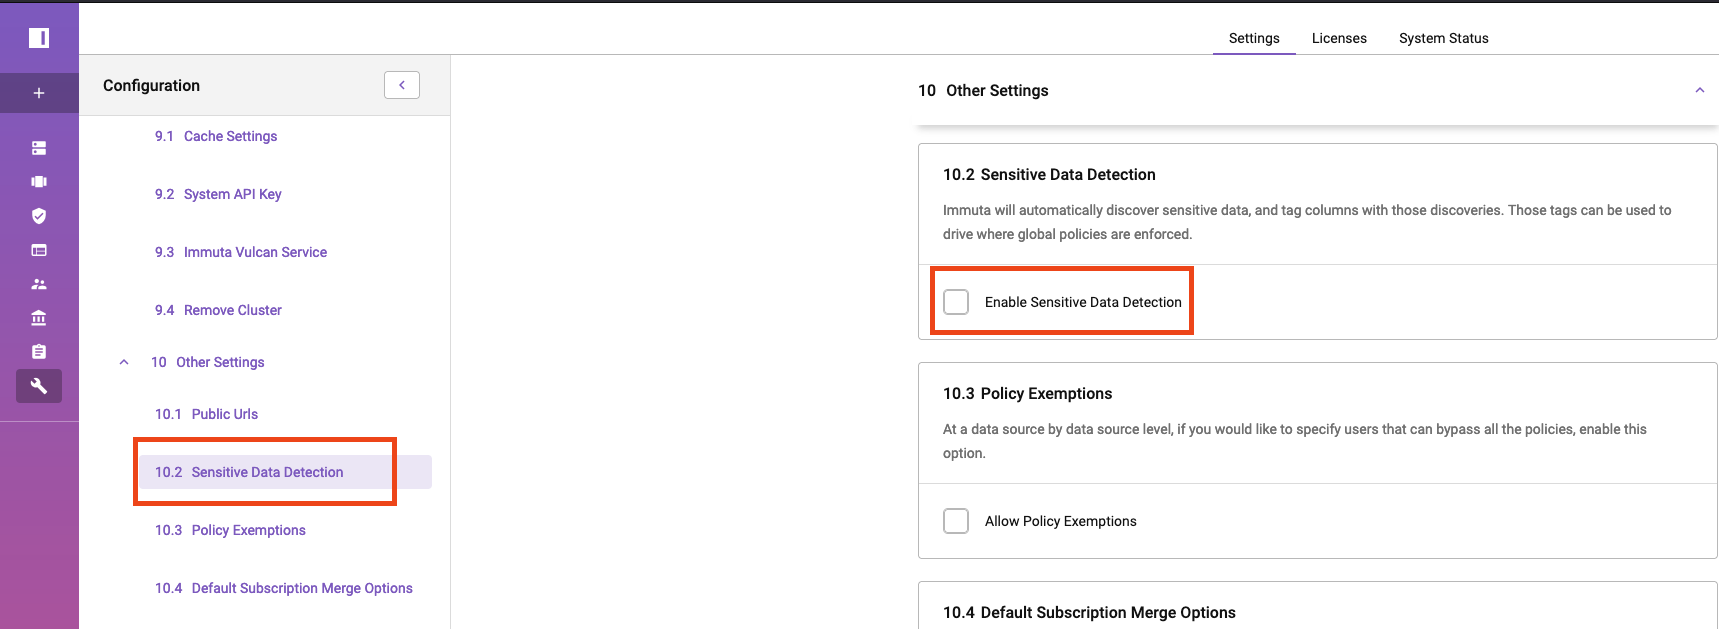 Settings Licenses System Status
Configuration
9.1 Cache Settings
9.2 System API Key
9.3 Immuta Vulcan Service
9.4 Remove Cluster
10 Other Settings
10.1 Public Urls
10.2 Sensitive Data Detection
10.3 Policy Exemptions
10.4 Default Subscription Merge Options
10 Other Settings
10.2 Sensitive Data Detection
Immuta will automatically discover sensitive data, and tag columns with those discoveries. Those tags can be used to
drive where global policies are enforced.
Enable Sensitive Data Detection
10.3 Policy Exemptions
At a data source by data source level, if you would like to specify users that can bypass all the policies, enable this
option.
Allow Policy Exemptions
10.4 Default Subscription Merge Options